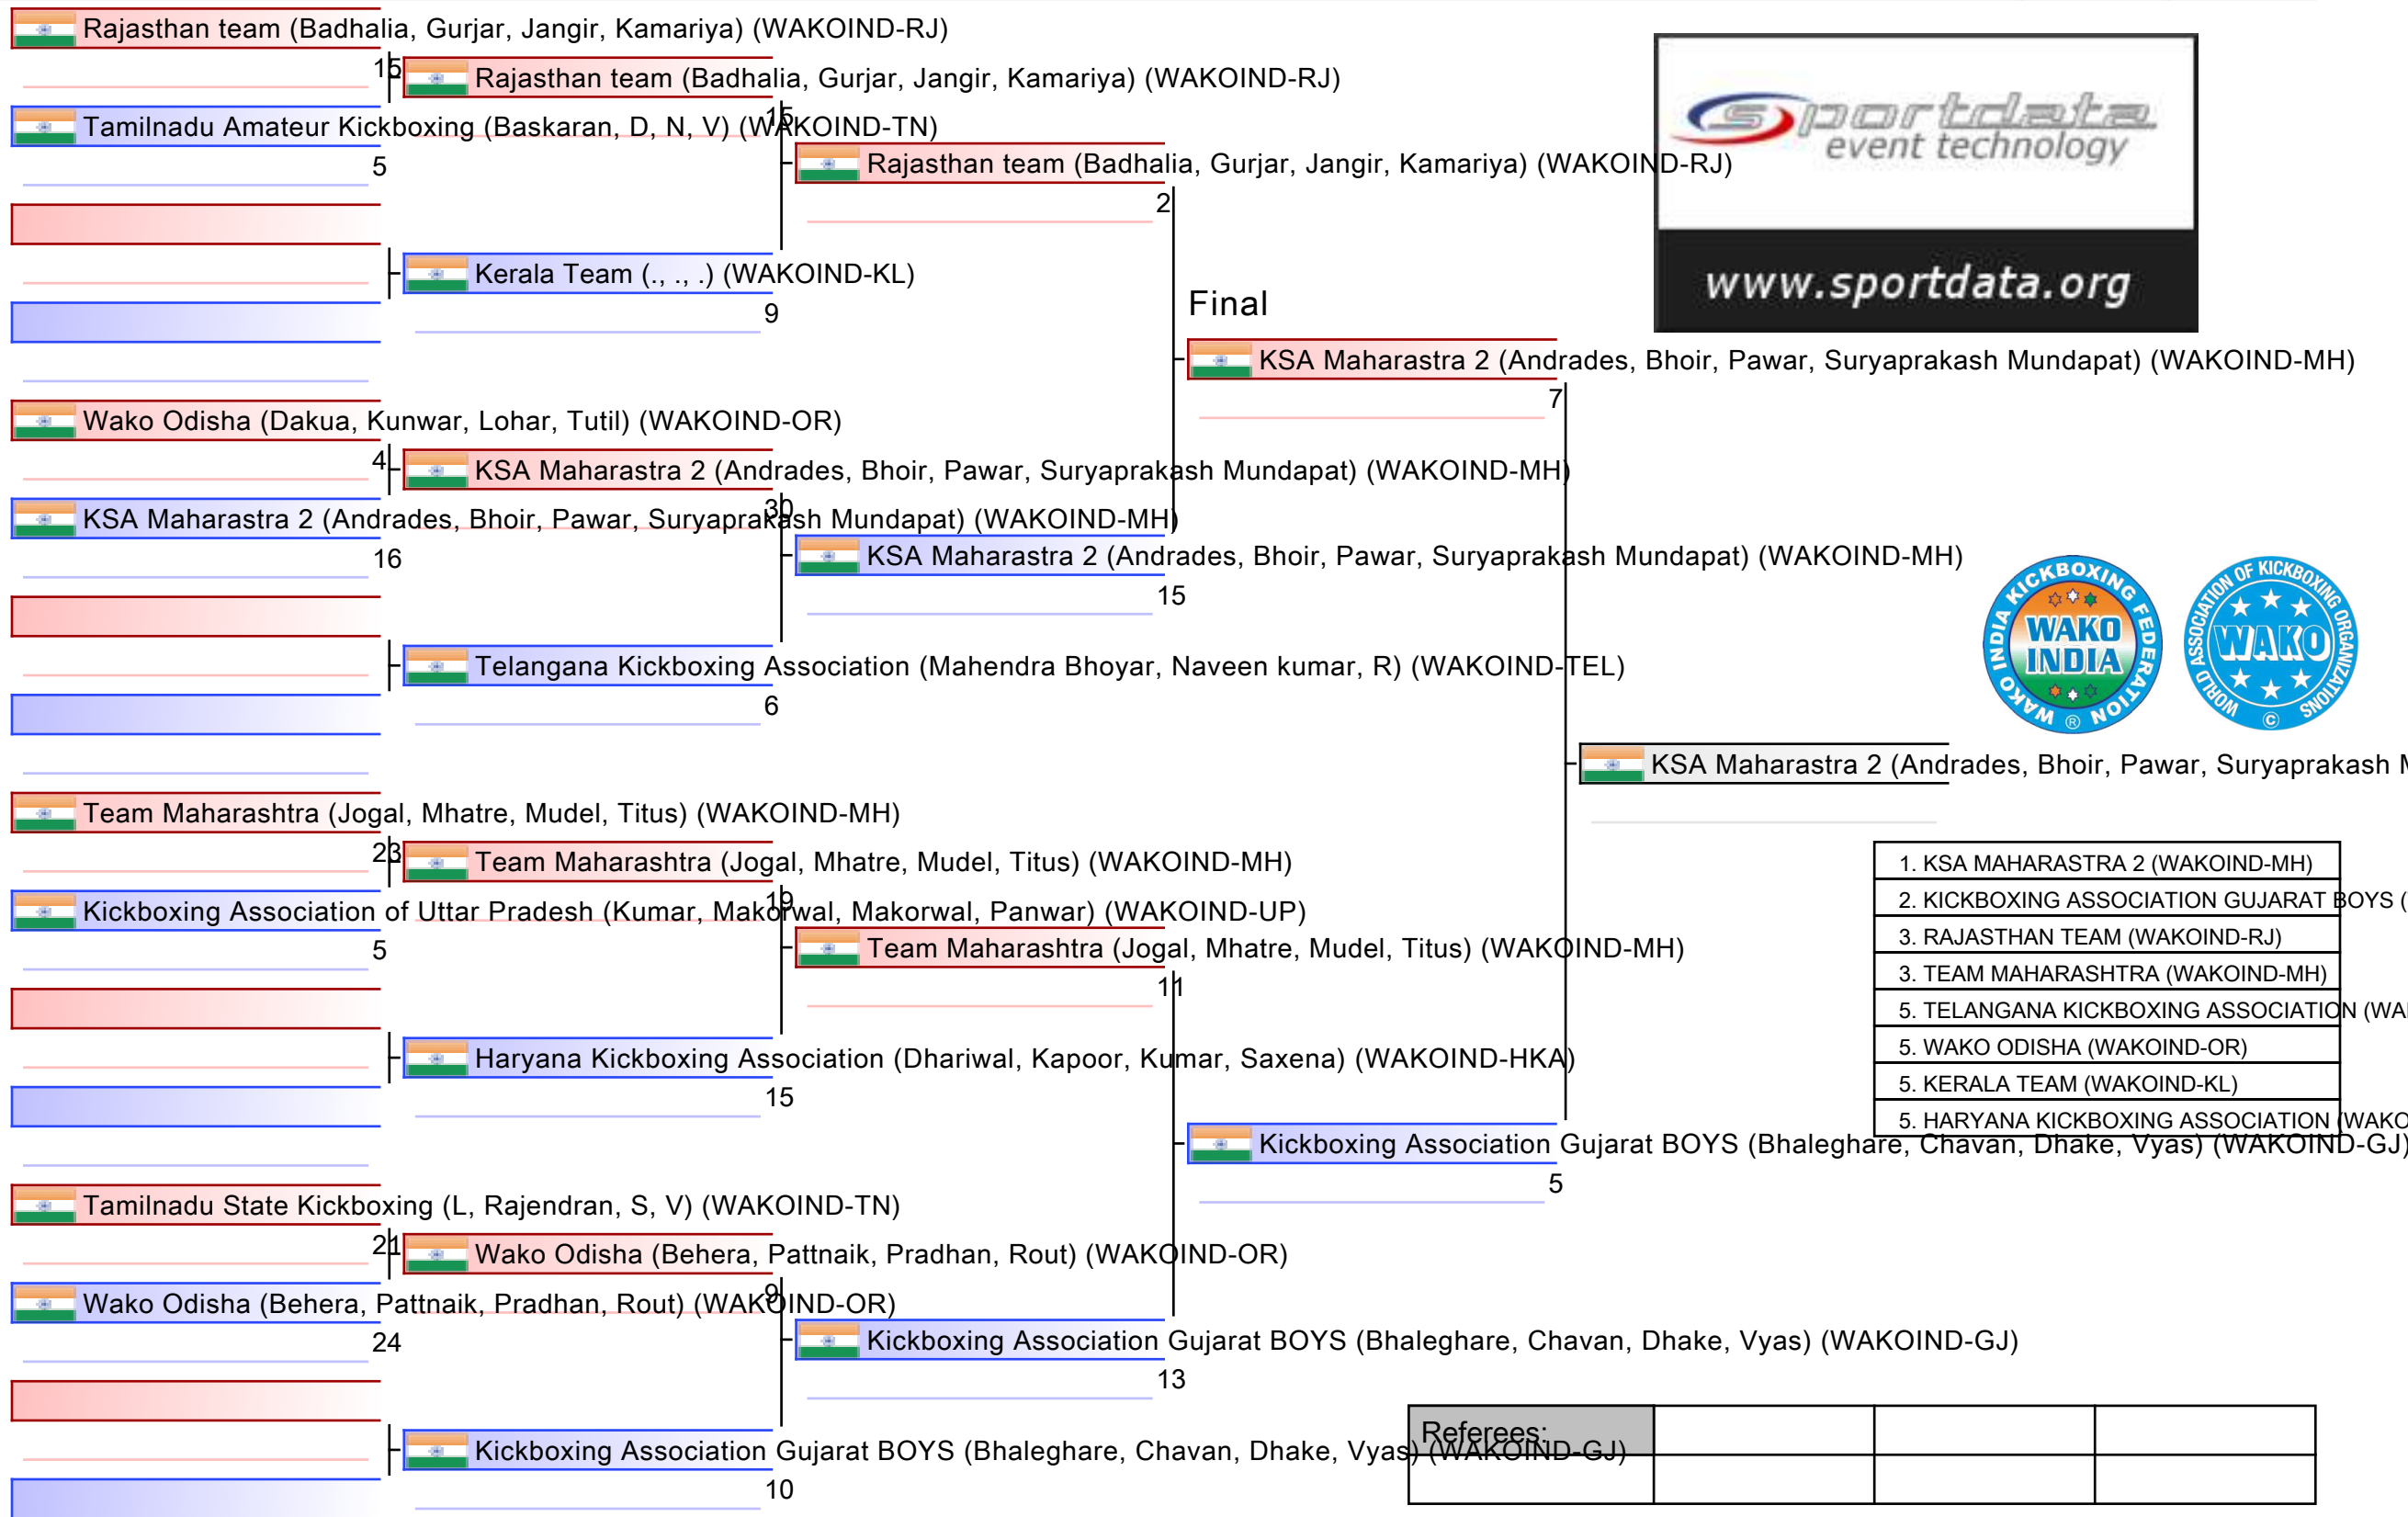 Rajasthan team (Badhalia, Gurjar, Jangir, Kamariya) (WAKOIND-RJ)
15
Tamilnadu Amateur Kickboxing (Baskaran, D, N, V) (WAKOIND-TN)
5
Wako Odisha (Dakua, Kunwar, Lohar, Tutil) (WAKOIND-OR)
4
KSA Maharastra 2 (Andrades, Bhoir, Pawar, Suryaprakash Mundapat) (WAKOIND-MH)
16
Team Maharashtra (Jogal, Mhatre, Mudel, Titus) (WAKOIND-MH)
23
Kickboxing Association of Uttar Pradesh (Kumar, Makorwal, Makorwal, Panwar) (WAKOIND-UP)
5
Tamilnadu State Kickboxing (L, Rajendran, S, V) (WAKOIND-TN)
21
Wako Odisha (Behera, Pattnaik, Pradhan, Rout) (WAKOIND-OR)
24
Rajasthan team (Badhalia, Gurjar, Jangir, Kamariya) (WAKOIND-RJ)
15
Kerala Team (., ., .) (WAKOIND-KL)
9
KSA Maharastra 2 (Andrades, Bhoir, Pawar, Suryaprakash Mundapat) (WAKOIND-MH)
30
Telangana Kickboxing Association (Mahendra Bhoyar, Naveen kumar, R) (WAKOIND-TEL)
6
Team Maharashtra (Jogal, Mhatre, Mudel, Titus) (WAKOIND-MH)
19
Haryana Kickboxing Association (Dhariwal, Kapoor, Kumar, Saxena) (WAKOIND-HKA)
15
Wako Odisha (Behera, Pattnaik, Pradhan, Rout) (WAKOIND-OR)
9
Kickboxing Association Gujarat BOYS (Bhaleghare, Chavan, Dhake, Vyas) (WAKOIND-GJ)
10
Rajasthan team (Badhalia, Gurjar, Jangir, Kamariya) (WAKOIND-RJ)
2
KSA Maharastra 2 (Andrades, Bhoir, Pawar, Suryaprakash Mundapat) (WAKOIND-MH)
15
Team Maharashtra (Jogal, Mhatre, Mudel, Titus) (WAKOIND-MH)
11
Kickboxing Association Gujarat BOYS (Bhaleghare, Chavan, Dhake, Vyas) (WAKOIND-GJ)
13
Final
KSA Maharastra 2 (Andrades, Bhoir, Pawar, Suryaprakash Mundapat) (WAKOIND-MH)
7
Kickboxing Association Gujarat BOYS (Bhaleghare, Chavan, Dhake, Vyas) (WAKOIND-GJ)
5
KSA Maharastra 2 (Andrades, Bhoir, Pawar, Suryaprakash
sportdata
event technology
www.sportdata.org
WAKO INDIA KICKBOXING FEDERATION
WAKO
INDIA
®
WORLD ASSOCIATION OF KICKBOXING ORGANIZATIONS
WAKO
©
1. KSA MAHARASTRA 2 (WAKOIND-MH)
2. KICKBOXING ASSOCIATION GUJARAT BOYS (
3. RAJASTHAN TEAM (WAKOIND-RJ)
3. TEAM MAHARASHTRA (WAKOIND-MH)
5. TELANGANA KICKBOXING ASSOCIATION
5. WAKO ODISHA (WAKOIND-OR)
5. KERALA TEAM (WAKOIND-KL)
5. HARYANA KICKBOXING ASSOCIATION
Referees: